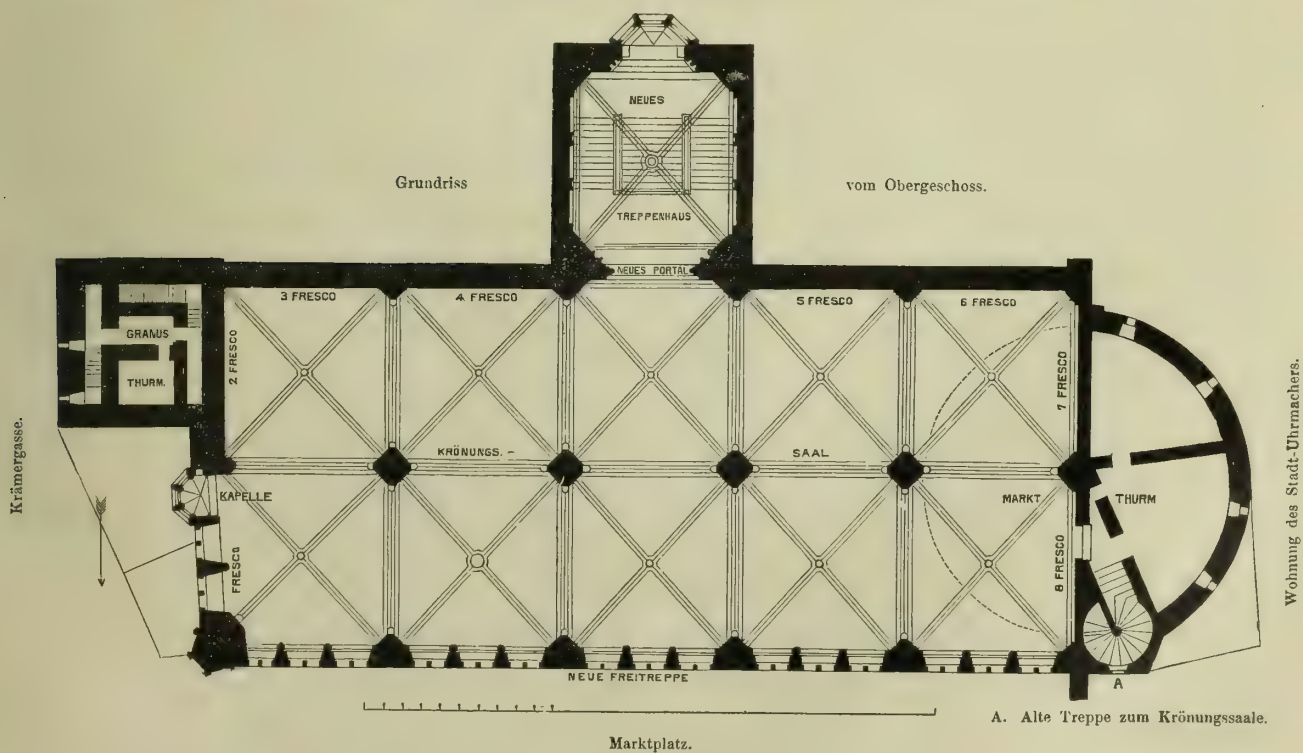 NEUES
Grundriss
vom Obergeschoss.
TREPPENHAUS
NEUES PORTAL
3 FRESCO
4 FRESCO
5 FRESCO
6 FRESCO
GRANUS
THURM.
2 FRESCO
7 FRESCO
Krämergasse.
KRÖNUNGS. –
SAAL
KAPELLE
MARKT
THURM
Wohnung des Stadt-Uhrmachers.
FRESCO
8 FRESCO
NEUE FREITREPPE
A
A. Alte Treppe zum Krönungssaale.
Marktplatz.